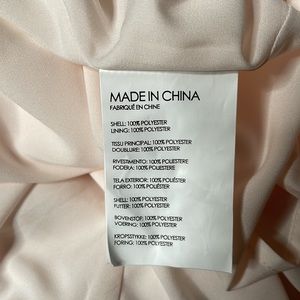 MADE IN CHINA
FABRIQUÉ EN CHINE
SHELL: 100% POLYESTER
LINING: 100% POLYESTER
TISSU PRINCIPAL: 100% POLYESTER
DOUBLURE: 100% POLYESTER
RIVESTIMENTO: 100% POLIESTERE
FODERA: 100% POLIESTERE
TELA EXTERIOR: 100% POLIÉSTER
FORRO: 100% POLIÉSTER
SHELL: 100% POLYESTER
FUTTER: 100% POLYESTER
BOVENSTOF: 100% POLYESTER
VOERING: 100% POLYESTER
KROPSSTYKKE: 100% POLYESTER
FORING: 100% POLYESTER